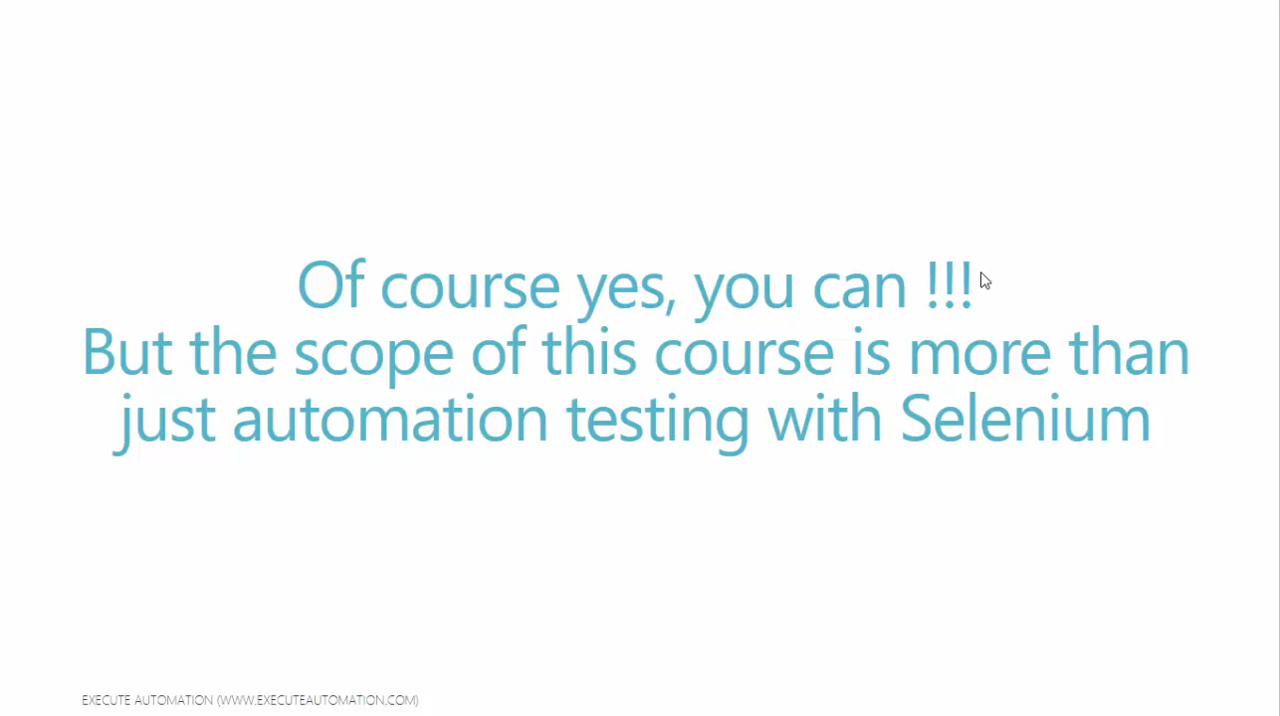 Of course yes, you can !!!
But the scope of this course is more than
just automation testing with Selenium
EXECUTE AUTOMATION (WWW.EXECUTEAUTOMATION.COM)